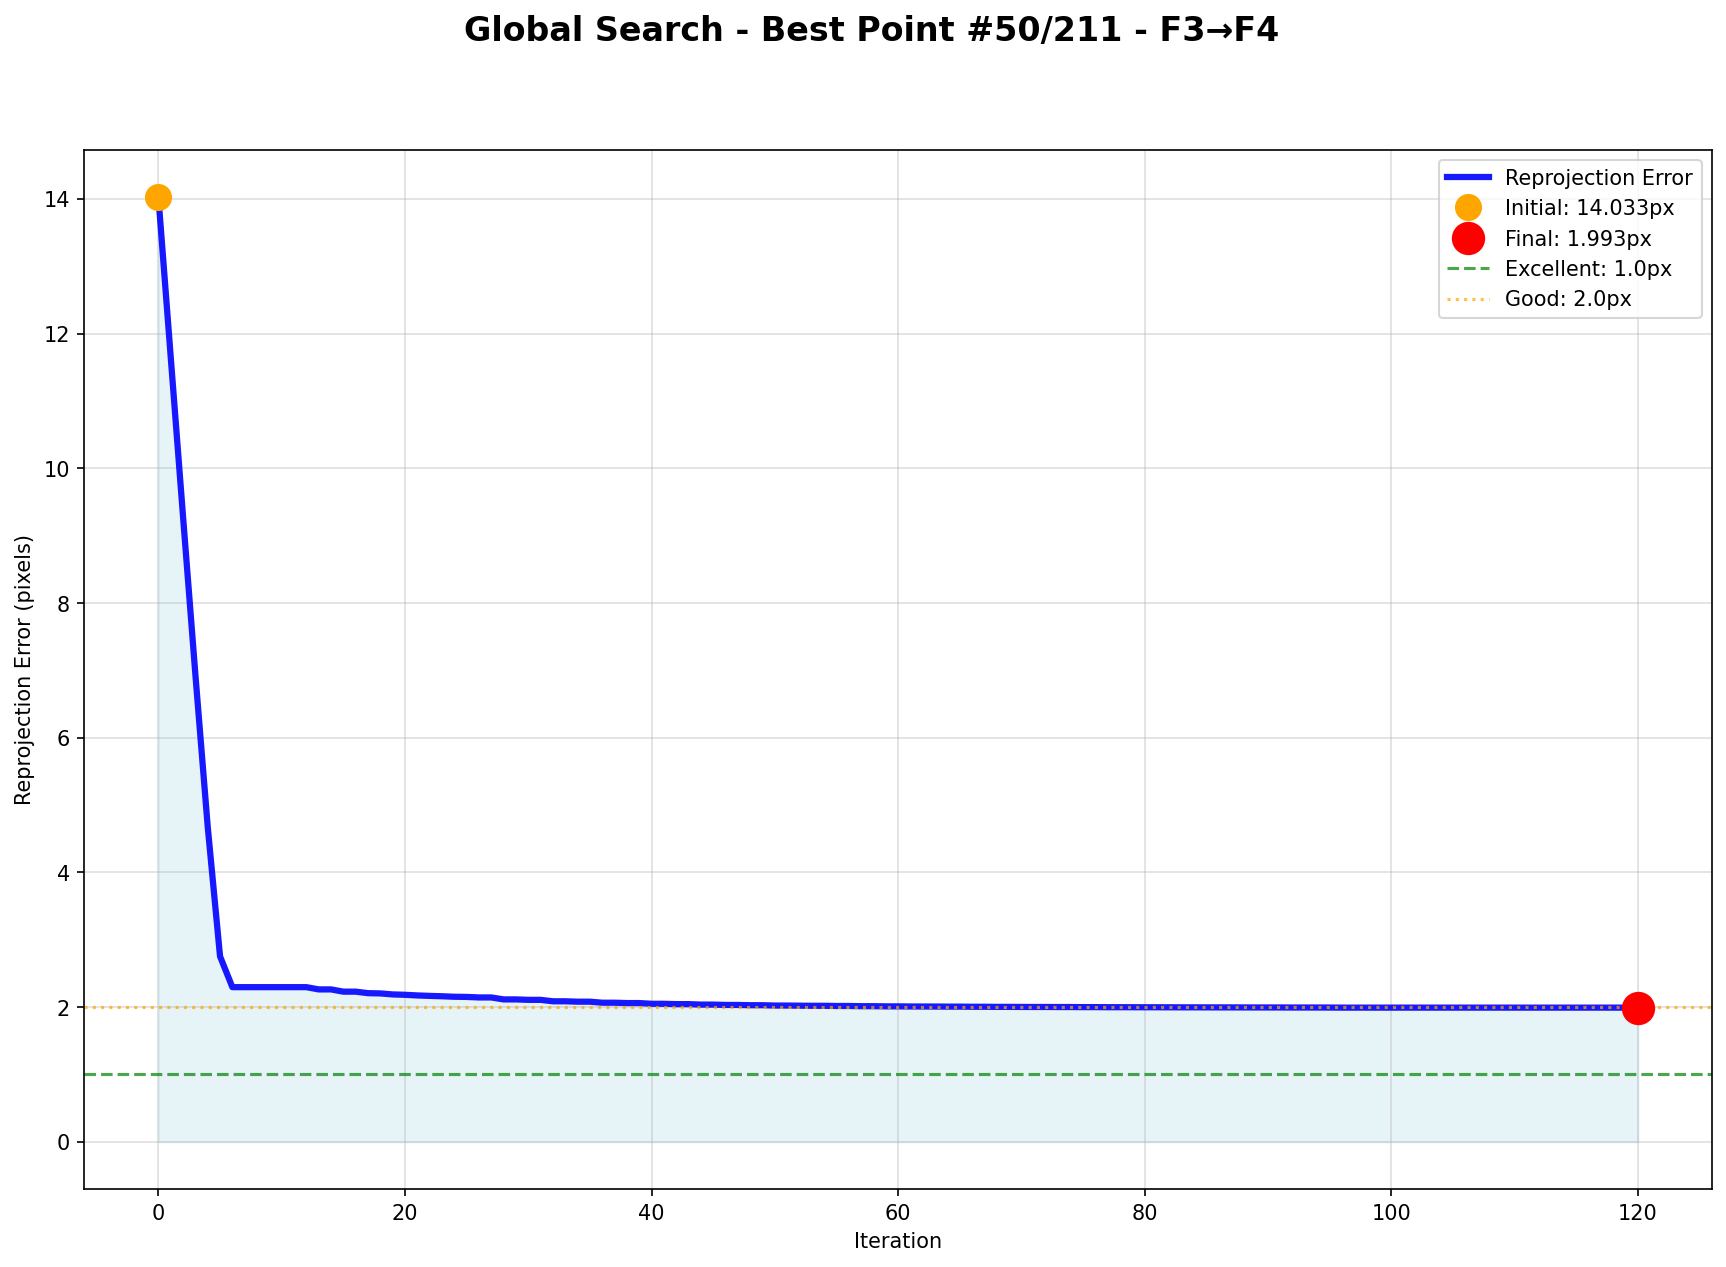 Global Search - Best Point #50/211 - F3→F4
Reprojection Error
Initial: 14.033px
Final: 1.993px
Excellent: 1.0px
Good: 2.0px
Reprojection Error (pixels)
14
12
10
8
6
4
2
0
0
20
40
60
80
100
120
Iteration